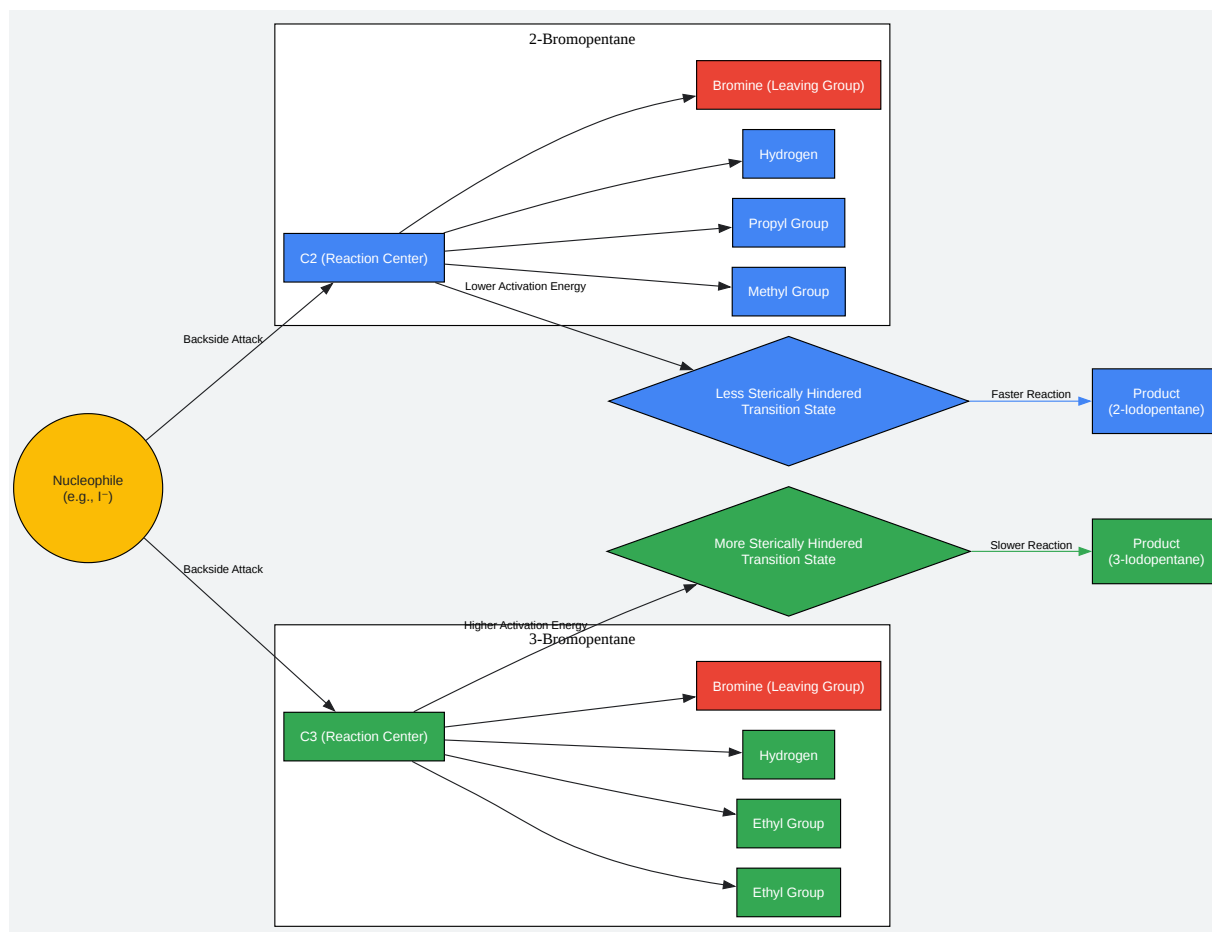 2-Bromopentane
Bromine (Leaving Group)
Hydrogen
Propyl Group
C2 (Reaction Center)
Methyl Group
Lower Activation Energy
Backside Attack
Less Sterically Hindered
Transition State
Faster Reaction
Product
(2-Iodopentane)
Nucleophile
(e.g., I⁻)
More Sterically Hindered
Transition State
Slower Reaction
Product
(3-Iodopentane)
Backside Attack
Higher Activation Energy
3-Bromopentane
Bromine (Leaving Group)
C3 (Reaction Center)
Hydrogen
Ethyl Group
Ethyl Group